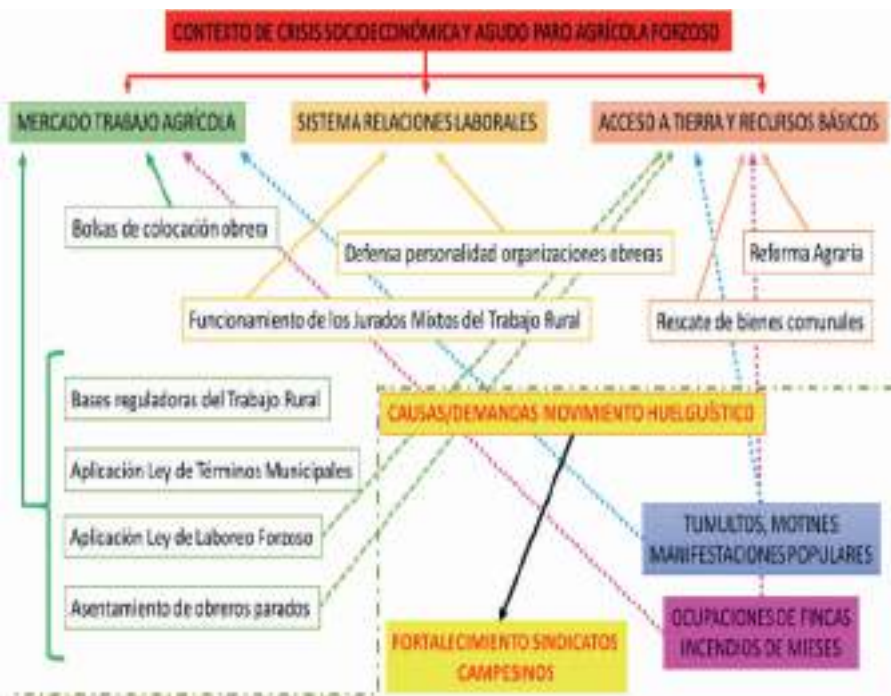 CONTEXTO DE CRISIS SOCIOECONÓMICA Y AGUDO PARO AGRÍCOLA FORZOSO
MERCADO TRABAJO AGRÍCOLA
SISTEMA RELACIONES LABORALES
ACCESO A TIERRA Y RECURSOS BÁSICOS
Bolsas de colocación obrera
Defensa personalidad organizaciones obreras
Reforma Agraria
Funcionamiento de los Jurados Mixtos del Trabajo Rural
Rescate de bienes comunales
Bases reguladoras del Trabajo Rural
CAUSAS/DEMANDAS MOVIMIENTO HUELGUÍSTICO
Aplicación Ley de Términos Municipales
Aplicación Ley de Laboreo Forzoso
TUMULTOS, MOTINES
MANIFESTACIONES POPULARES
Asentamiento de obreros parados
OCUPACIONES DE FINCAS
INCENDIOS DE MIESES
FORTALECIMIENTO SINDICATOS
CAMPESINOS